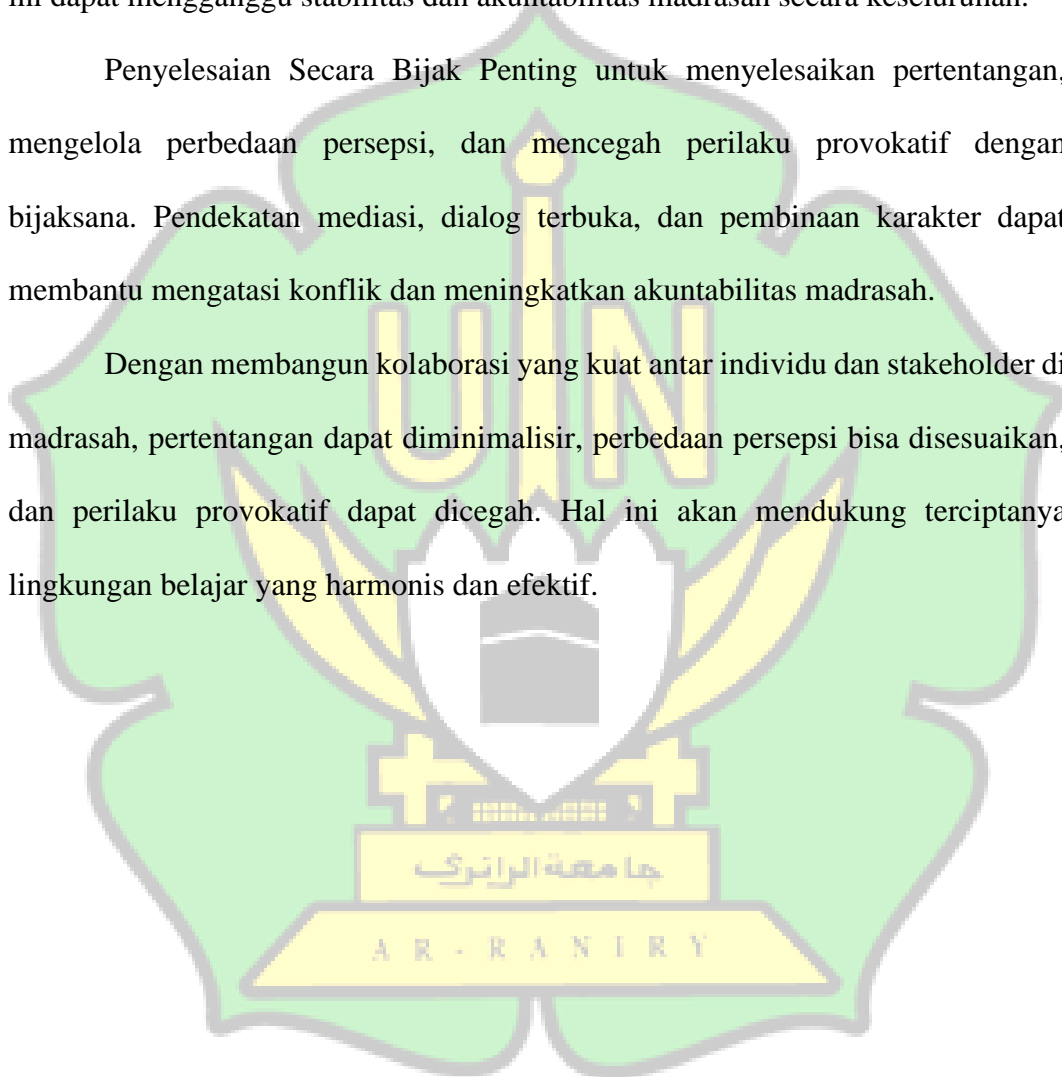 ini dapat mengganggu stabilitas dan akuntabilitas madrasah secara keseluruhan.
Penyelesaian Secara Bijak Penting untuk menyelesaikan pertentangan,
mengelola perbedaan persepsi, dan mencegah perilaku provokatif dengan
bijaksana. Pendekatan mediasi, dialog terbuka, dan pembinaan karakter dapat
membantu mengatasi konflik dan meningkatkan akuntabilitas madrasah.
Dengan membangun kolaborasi yang kuat antar individu dan stakeholder di
madrasah, pertentangan dapat diminimalisir, perbedaan persepsi bisa disesuaikan,
dan perilaku provokatif dapat dicegah. Hal ini akan mendukung terciptanya
lingkungan belajar yang harmonis dan efektif.
UIN
جامعة الرانري
AR-RANIRY